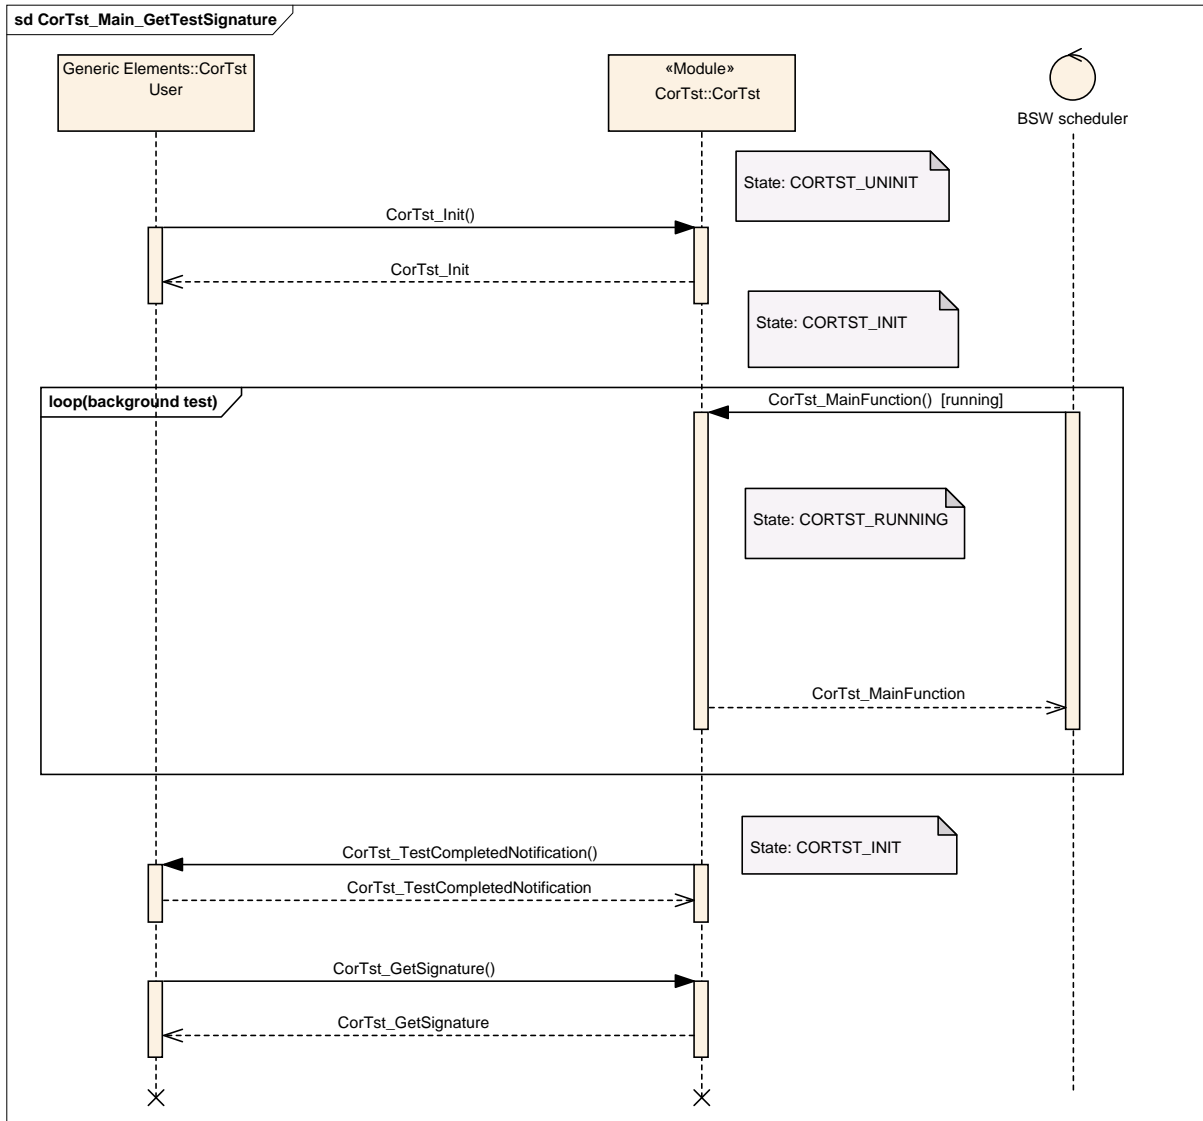 sd CorTst_Main_GetTestSignature
Generic Elements::CorTst
User
«Module»
CorTst::CorTst
BSW scheduler
State: CORTST_UNINIT
CorTst_Init()
CorTst_Init
State: CORTST_INIT
loop(background test)
CorTst_MainFunction()  [running]
State: CORTST_RUNNING
CorTst_MainFunction
State: CORTST_INIT
CorTst_TestCompletedNotification()
CorTst_TestCompletedNotification
CorTst_GetSignature()
CorTst_GetSignature